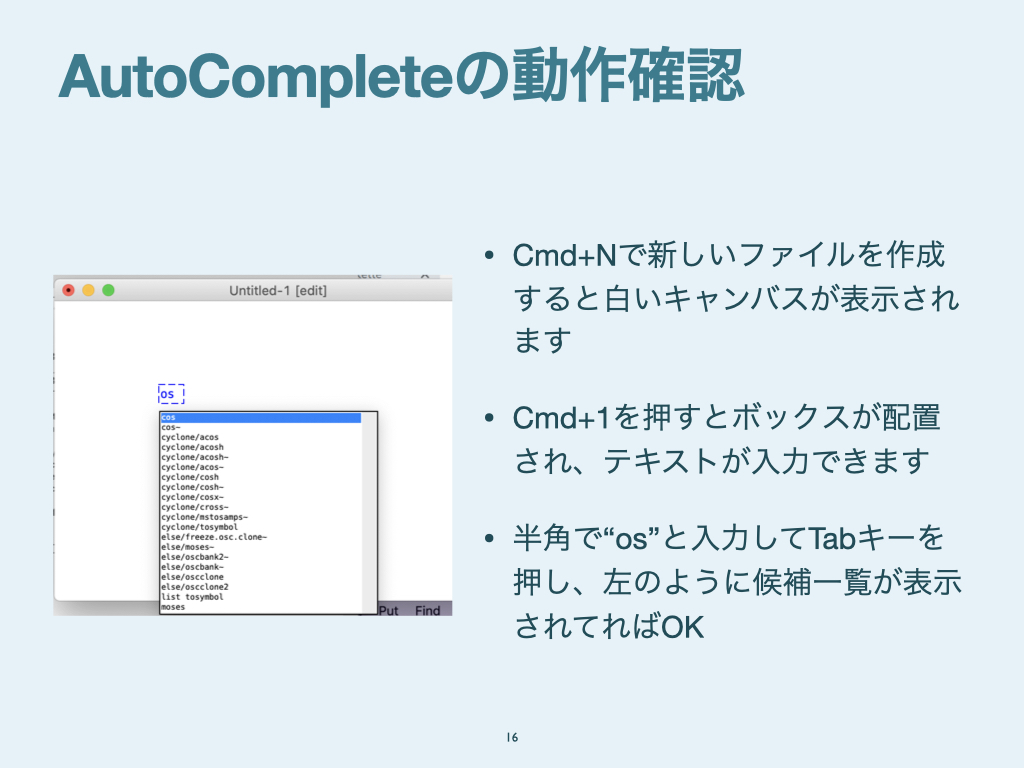 AutoCompleteの動作確認
Untitled-1 [edit]
os
cos
cos~
cyclone/acos
cyclone/acosh
cyclone/acosh~
cyclone/acos~
cyclone/cosh
cyclone/cosh~
cyclone/cosx~
cyclone/cross~
cyclone/mstosamps~
cyclone/tosymbol
else/freeze.osc.clone~
else/moses~
else/oscbank2~
else/oscbank~
else/oscclone
else/oscclone2
list tosymbol
moses
Put Find
• Cmd+Nで新しいファイルを作成
すると白いキャンバスが表示され
ます
• Cmd+1を押すとボックスが配置
され、テキストが入力できます
• 半角で“os”と入力してTabキーを
押し、左のように候補一覧が表示
されてればOK
16